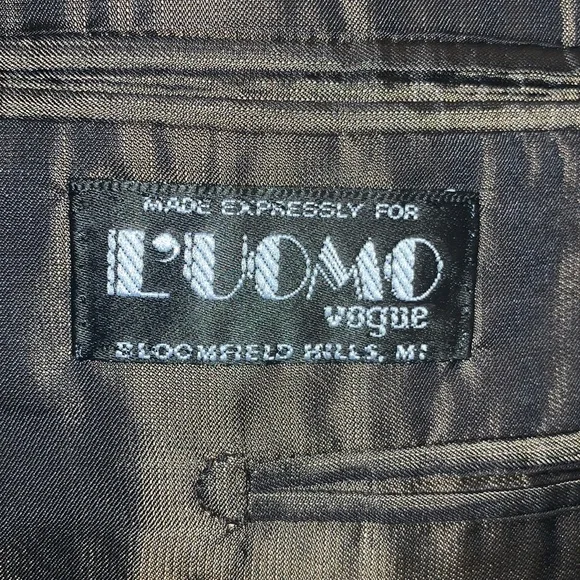 MADE EXPRESSLY FOR
L'UOMO
vogue
BLOOMFIELD HILLS, MI